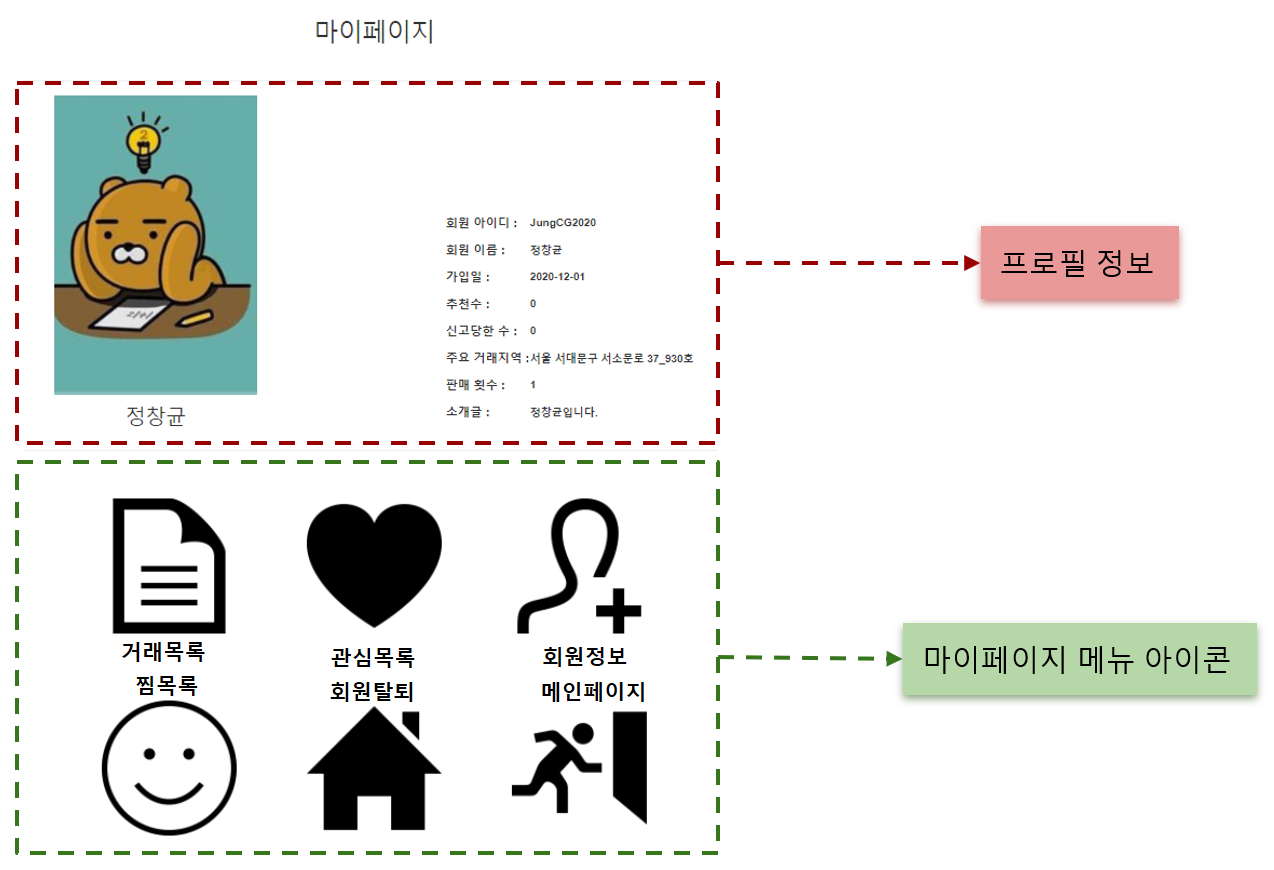 마이페이지
2
정창균
회원 아이디 : JungCG2020
회원 이름 : 정창균
가입일 : 2020-12-01
추천수 : 0
신고당한 수 : 0
주요 거래지역 : 서울 서대문구 서소문로 37_930호
판매 횟수 : 1
소개글 : 정창균입니다.
프로필 정보
거래목록 관심목록 회원정보
찜목록 회원탈퇴 메인페이지
마이페이지 메뉴 아이콘